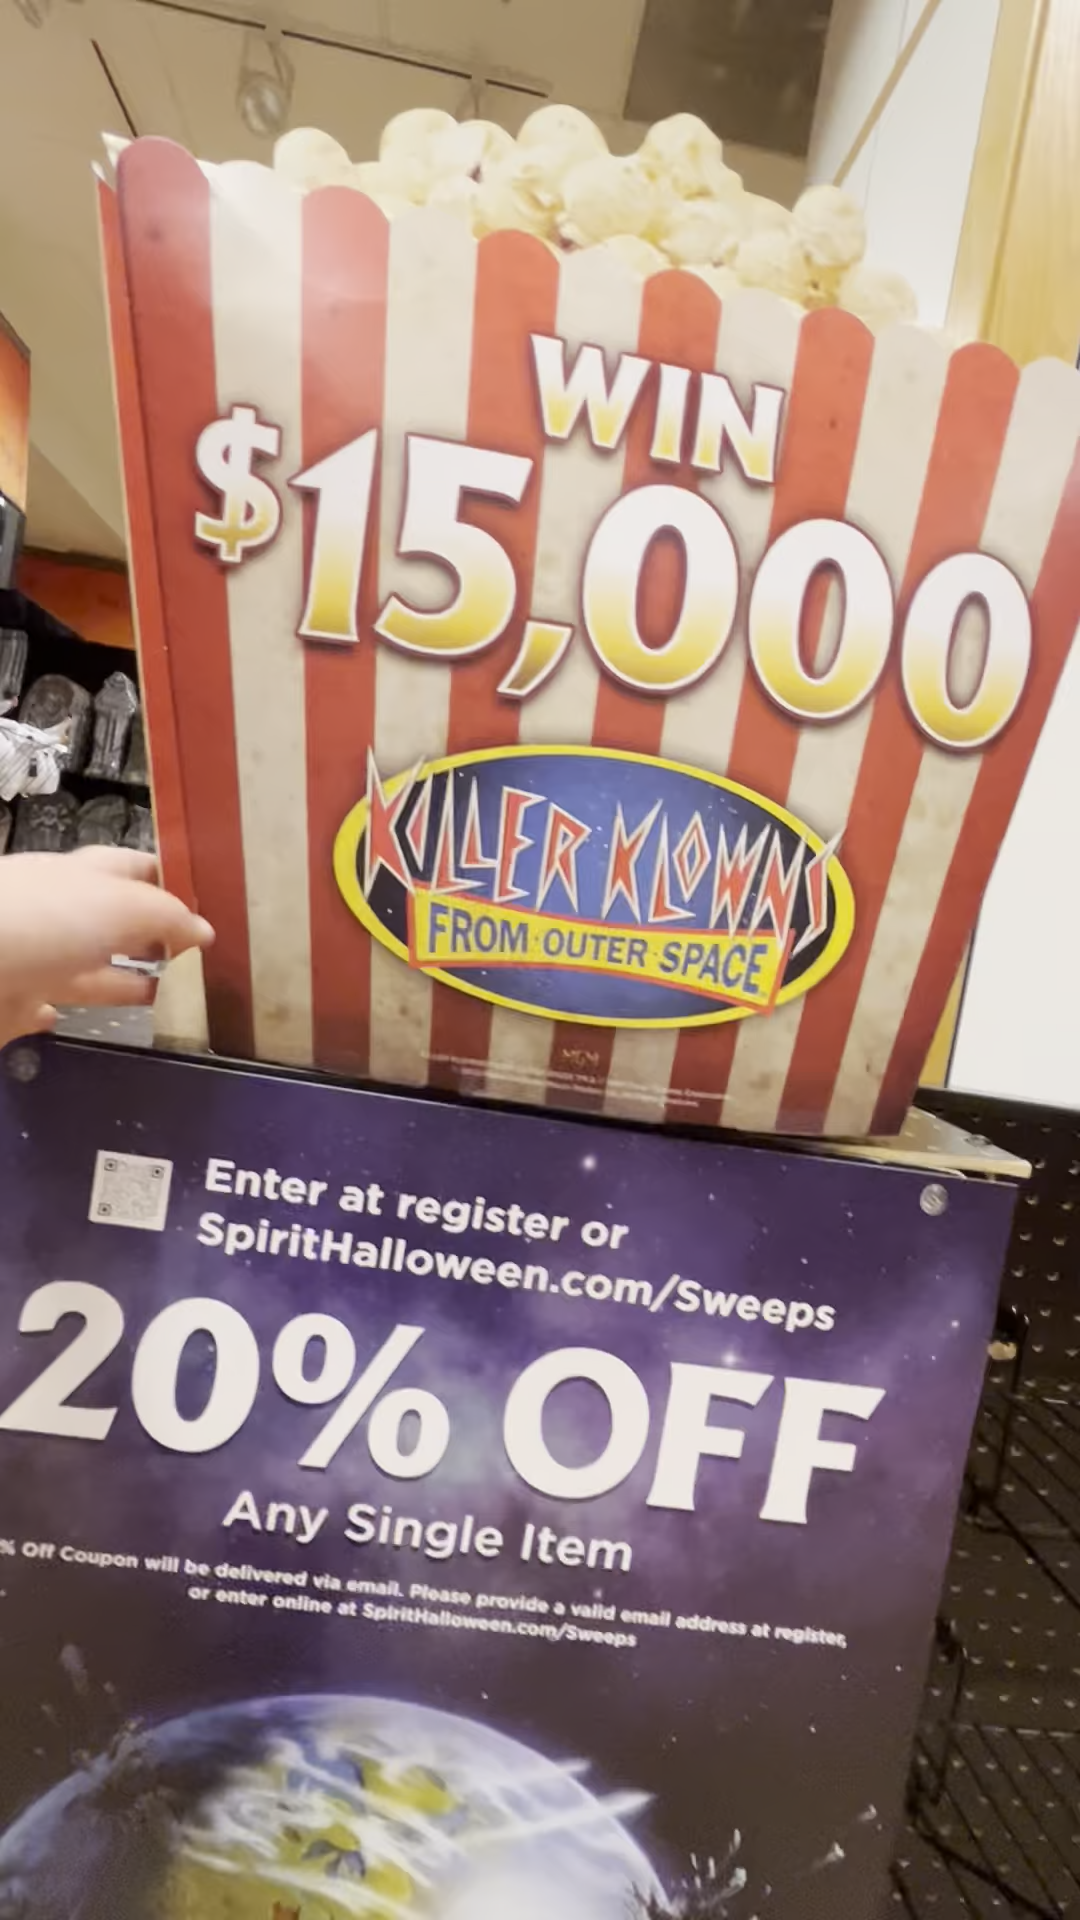 WIN
$15,000
KILLER KLOWNS
FROM OUTER SPACE
MGM
Enter at register or
SpiritHalloween.com/Sweeps
20% OFF
Any Single Item
% Off Coupon will be delivered via email. Please provide a valid email address at register,
or enter online at SpiritHalloween.com/Sweeps